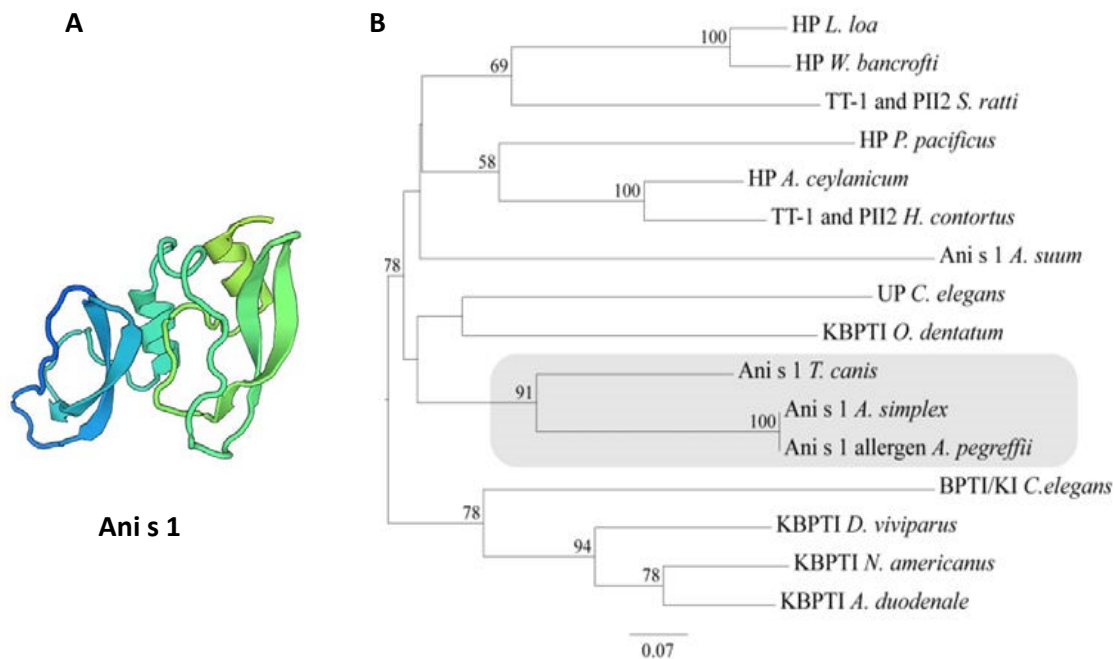 A
B
HP L. loa
100
HP W. bancrofti
69
TT-1 and PII2 S. ratti
HP P. pacificus
58
HP A. ceylanicum
100
TT-1 and PII2 H. contortus
Ani s 1 A. suum
78
UP C. elegans
KBPTI O. dentatum
Ani s 1 T. canis
91
Ani s 1 A. simplex
100
Ani s 1 allergen A. pegreffii
BPTI/KI C.elegans
78
KBPTI D. viviparus
94
KBPTI N. americanus
78
KBPTI A. duodenale
0.07
Ani s 1